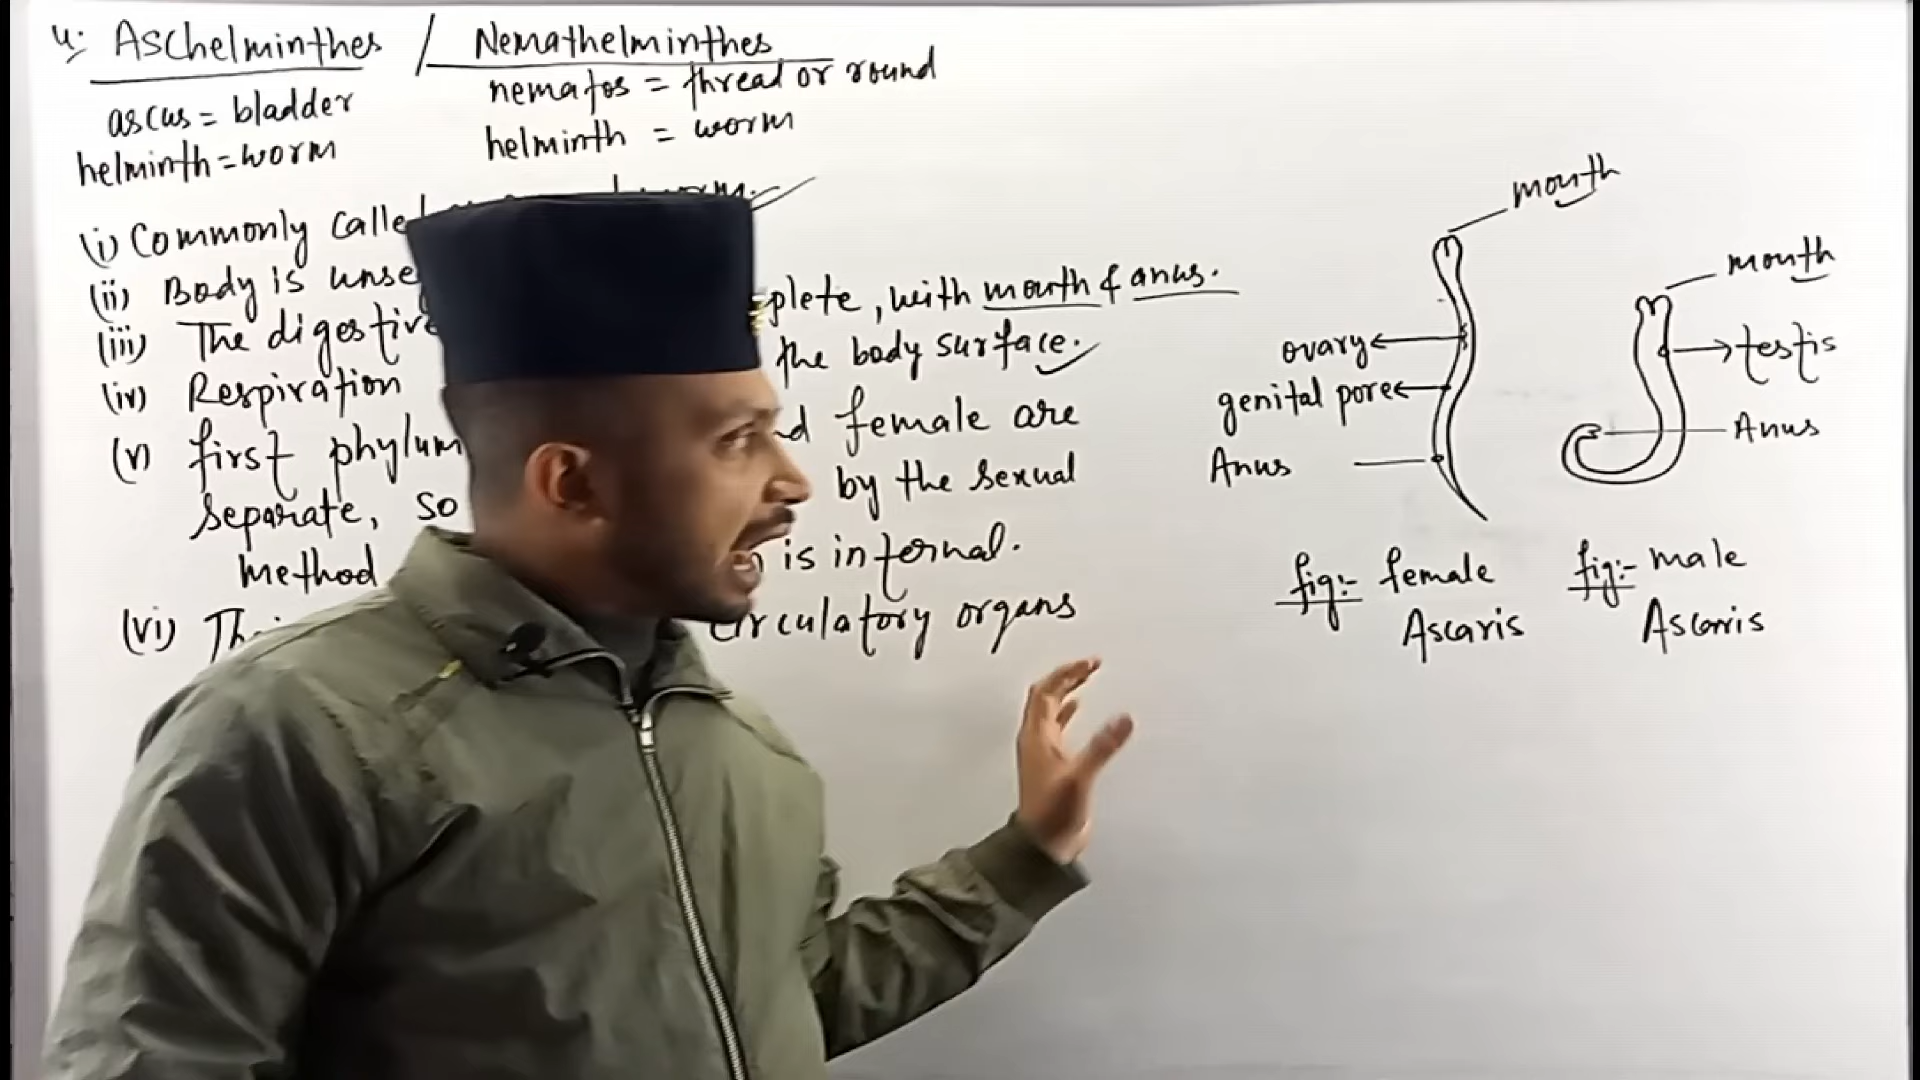 4. Aschelminthes / Nemathelminthes
ascus = bladder
helminth = worm
nematos = thread or round
helminth = worm
(i) Commonly calle worm.
(ii) Body is unse
(iii) The digestive plete, with mouth & anus.
(iv) Respiration the body surface.
(v) first phylum female are
separate, so by the sexual
method is internal.
(vi) circulatory organs
mouth
ovary
genital pore
Anus
fig:- female
Ascaris
mouth
testis
Anus
fig:- male
Ascaris